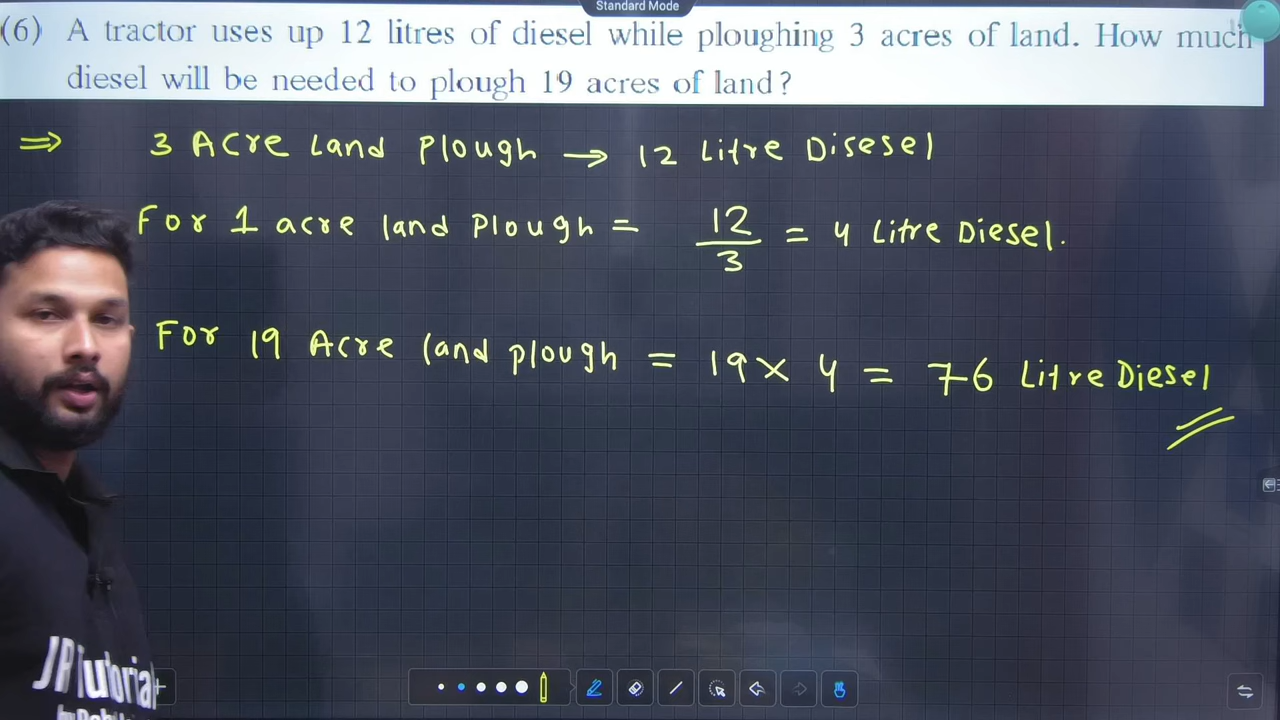 Standard Mode
(6) A tractor uses up 12 litres of diesel while ploughing 3 acres of land. How much
diesel will be needed to plough 19 acres of land?
⇒ 3 Acre Land Plough → 12 Litre Disesel
For 1 acre land Plough = 12/3 = 4 Litre Diesel.
For 19 Acre land plough = 19 × 4 = 76 Litre Diesel
JR Tutorial